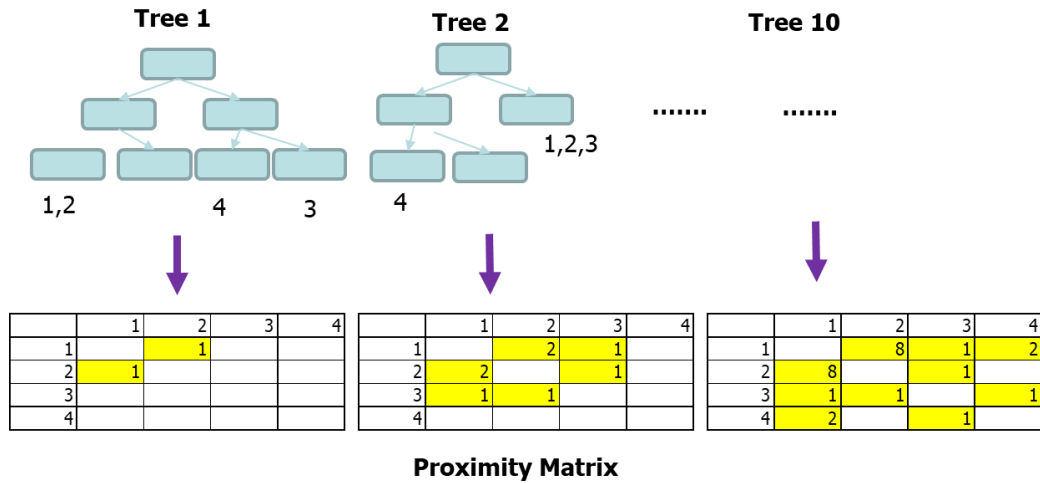 Tree 1 Tree 2 Tree 10
....... .......
1,2,3
1,2 4 3 4
1 2 3 4 1 2 3 4 1 2 3 4
1 1 1 2 1 1 8 1 2
2 1 2 2 1 2 8 1
3 3 1 1 3 1 1 1
4 4 4 2 1
Proximity Matrix